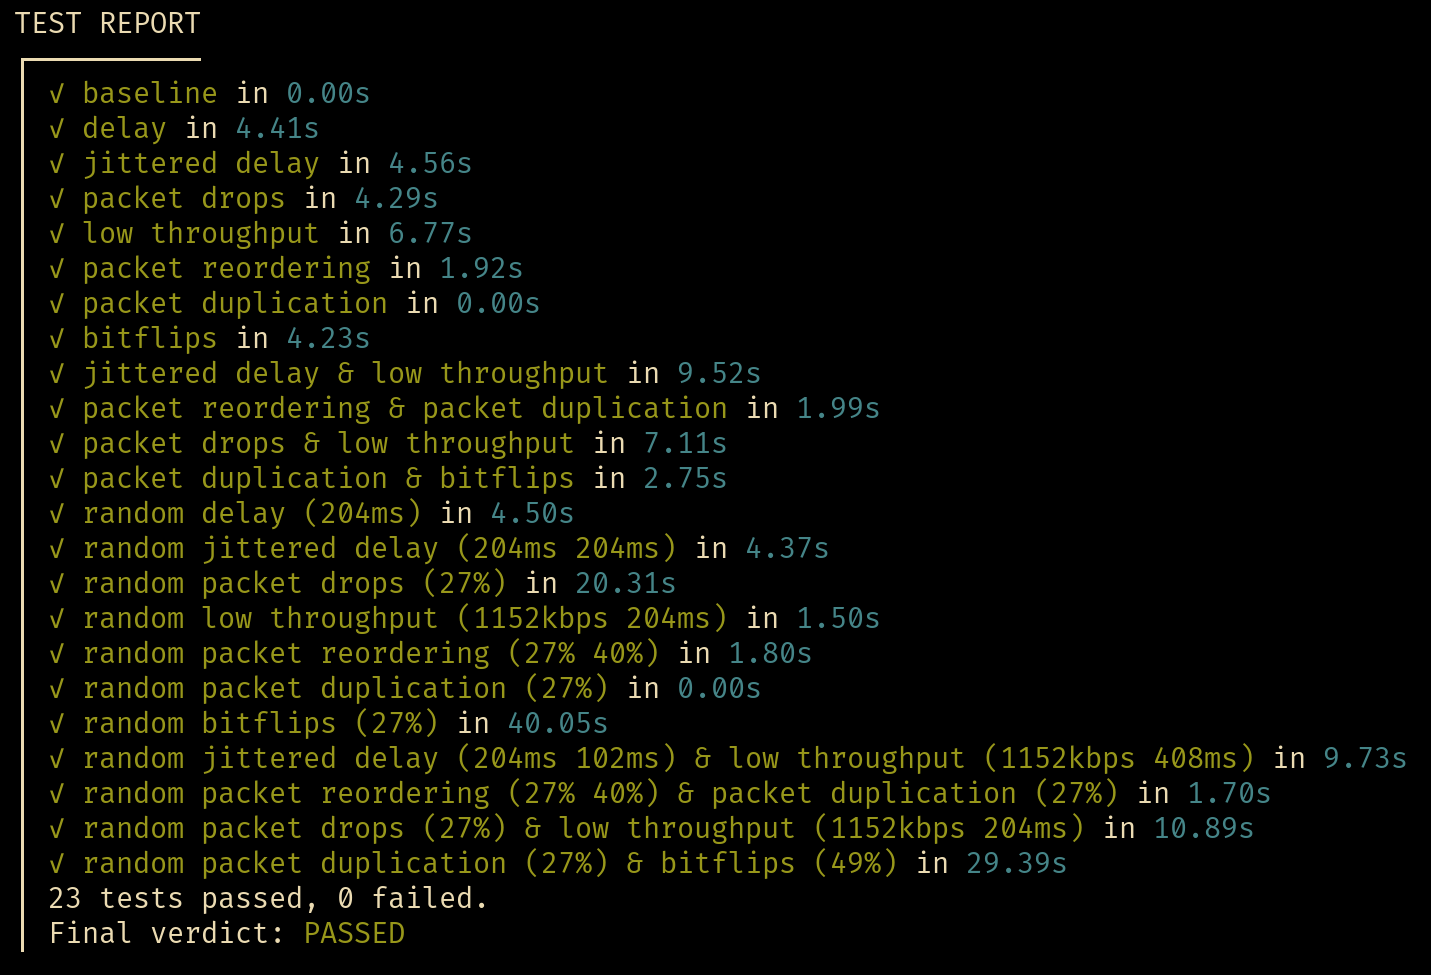 TEST REPORT
√ baseline in 0.00s
√ delay in 4.41s
√ jittered delay in 4.56s
√ packet drops in 4.29s
√ low throughput in 6.77s
√ packet reordering in 1.92s
√ packet duplication in 0.00s
√ bitflips in 4.23s
√ jittered delay & low throughput in 9.52s
√ packet reordering & packet duplication in 1.99s
√ packet drops & low throughput in 7.11s
√ packet duplication & bitflips in 2.75s
√ random delay (204ms) in 4.50s
√ random jittered delay (204ms 204ms) in 4.37s
√ random packet drops (27%) in 20.31s
√ random low throughput (1152kbps 204ms) in 1.50s
√ random packet reordering (27% 40%) in 1.80s
√ random packet duplication (27%) in 0.00s
√ random bitflips (27%) in 40.05s
√ random jittered delay (204ms 102ms) & low throughput (1152kbps 408ms) in 9.73s
√ random packet reordering (27% 40%) & packet duplication (27%) in 1.70s
√ random packet drops (27%) & low throughput (1152kbps 204ms) in 10.89s
√ random packet duplication (27%) & bitflips (49%) in 29.39s
23 tests passed, 0 failed.
Final verdict: PASSED